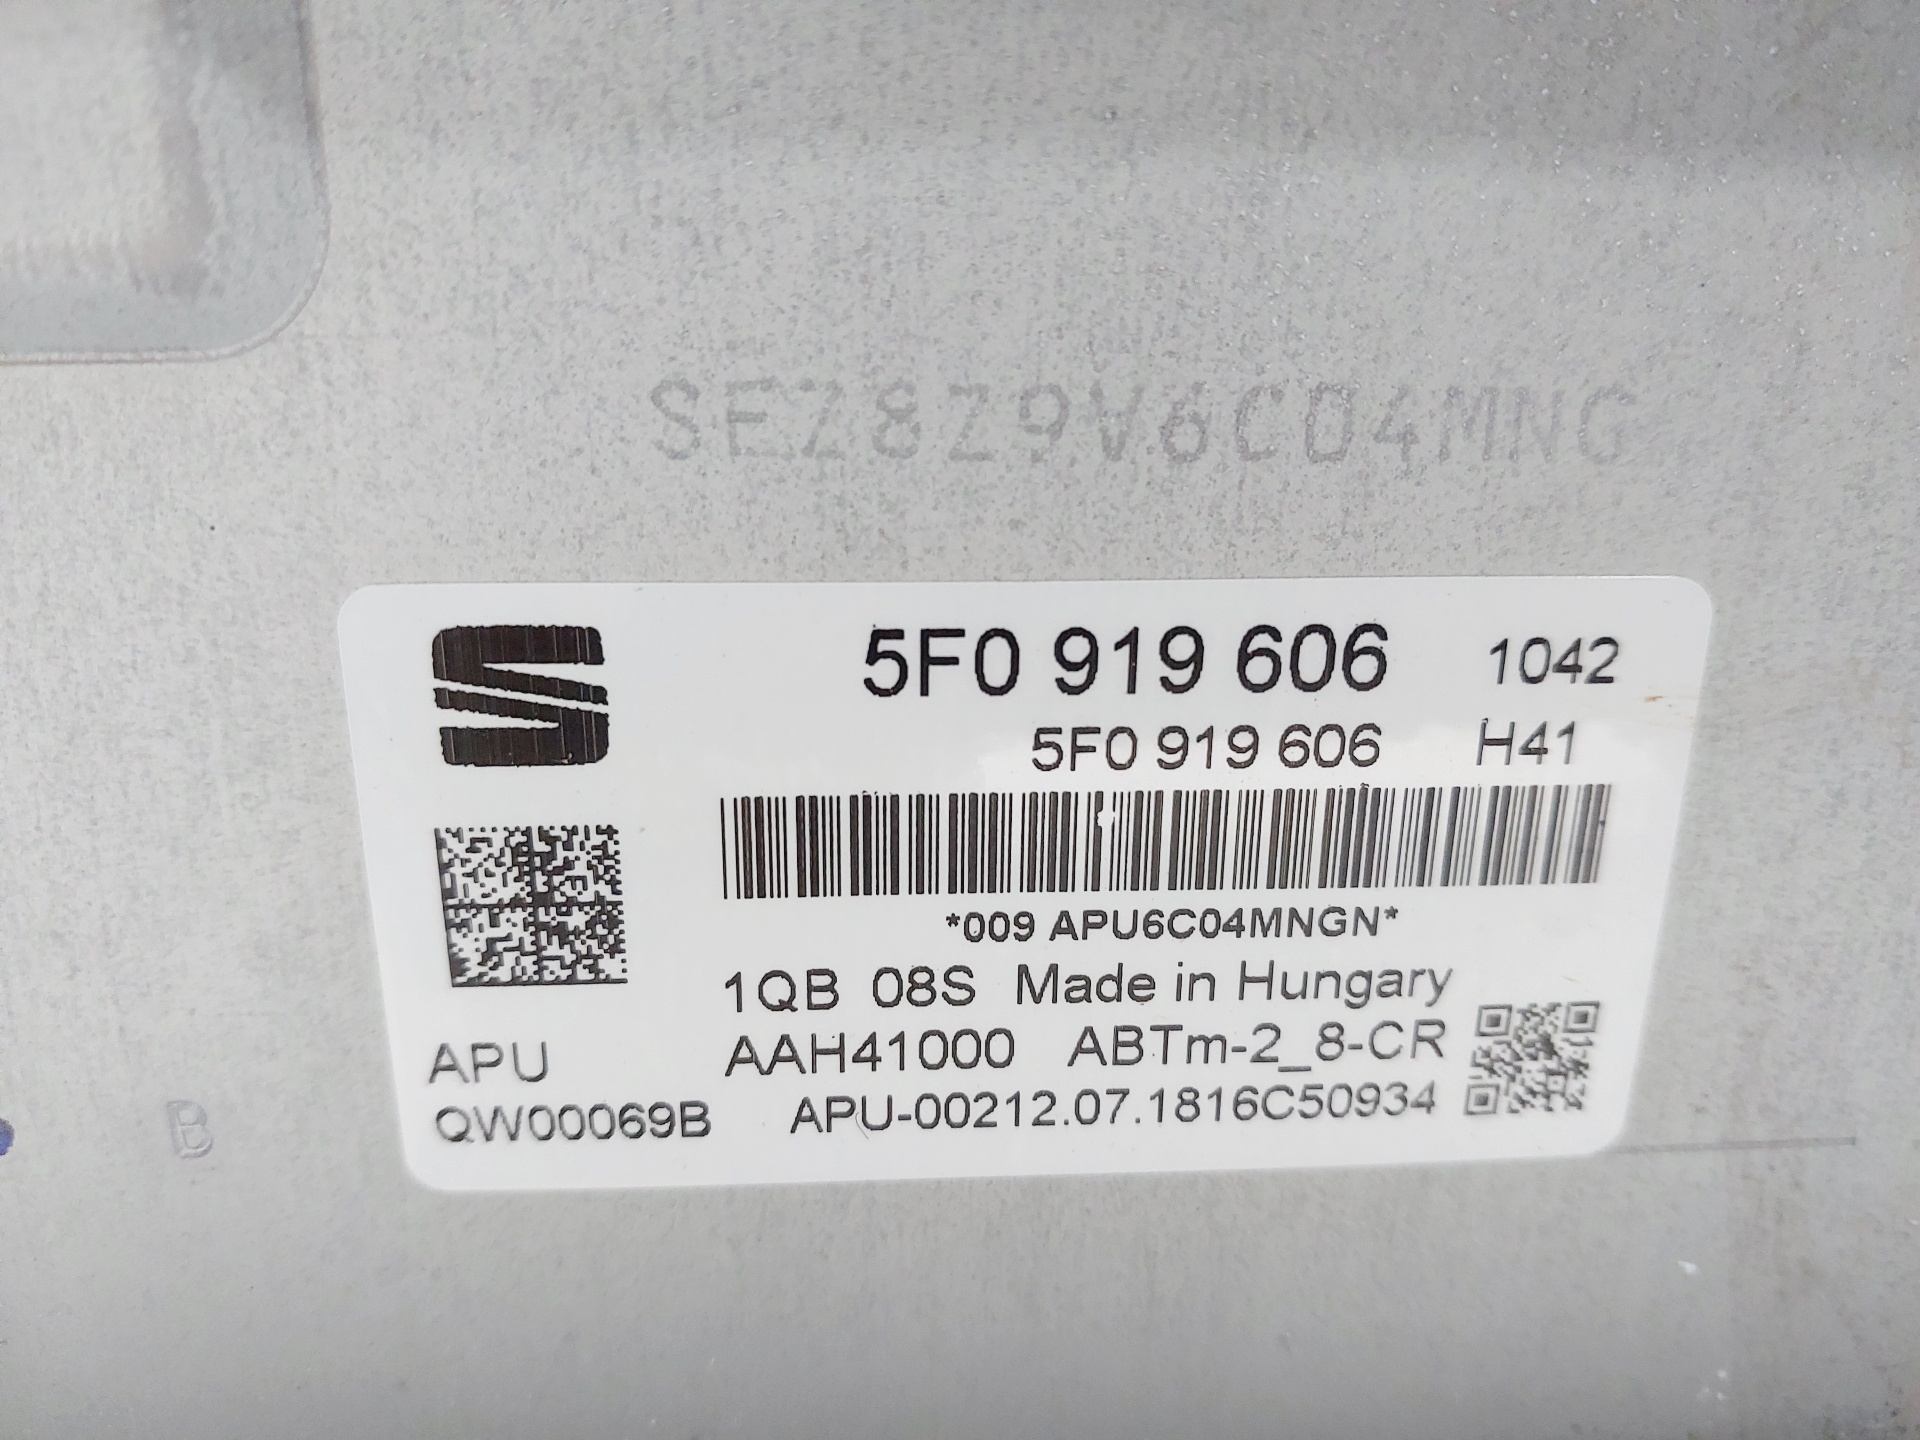 SEZ8Z9V6C04MNG
5F0 919 606 1042
5F0 919 606 H41
*009 APU6C04MNGN*
1QB 08S Made in Hungary
APU AAH41000 ABTm-2_8-CR
QW00069B APU-00212.07.1816C50934
B